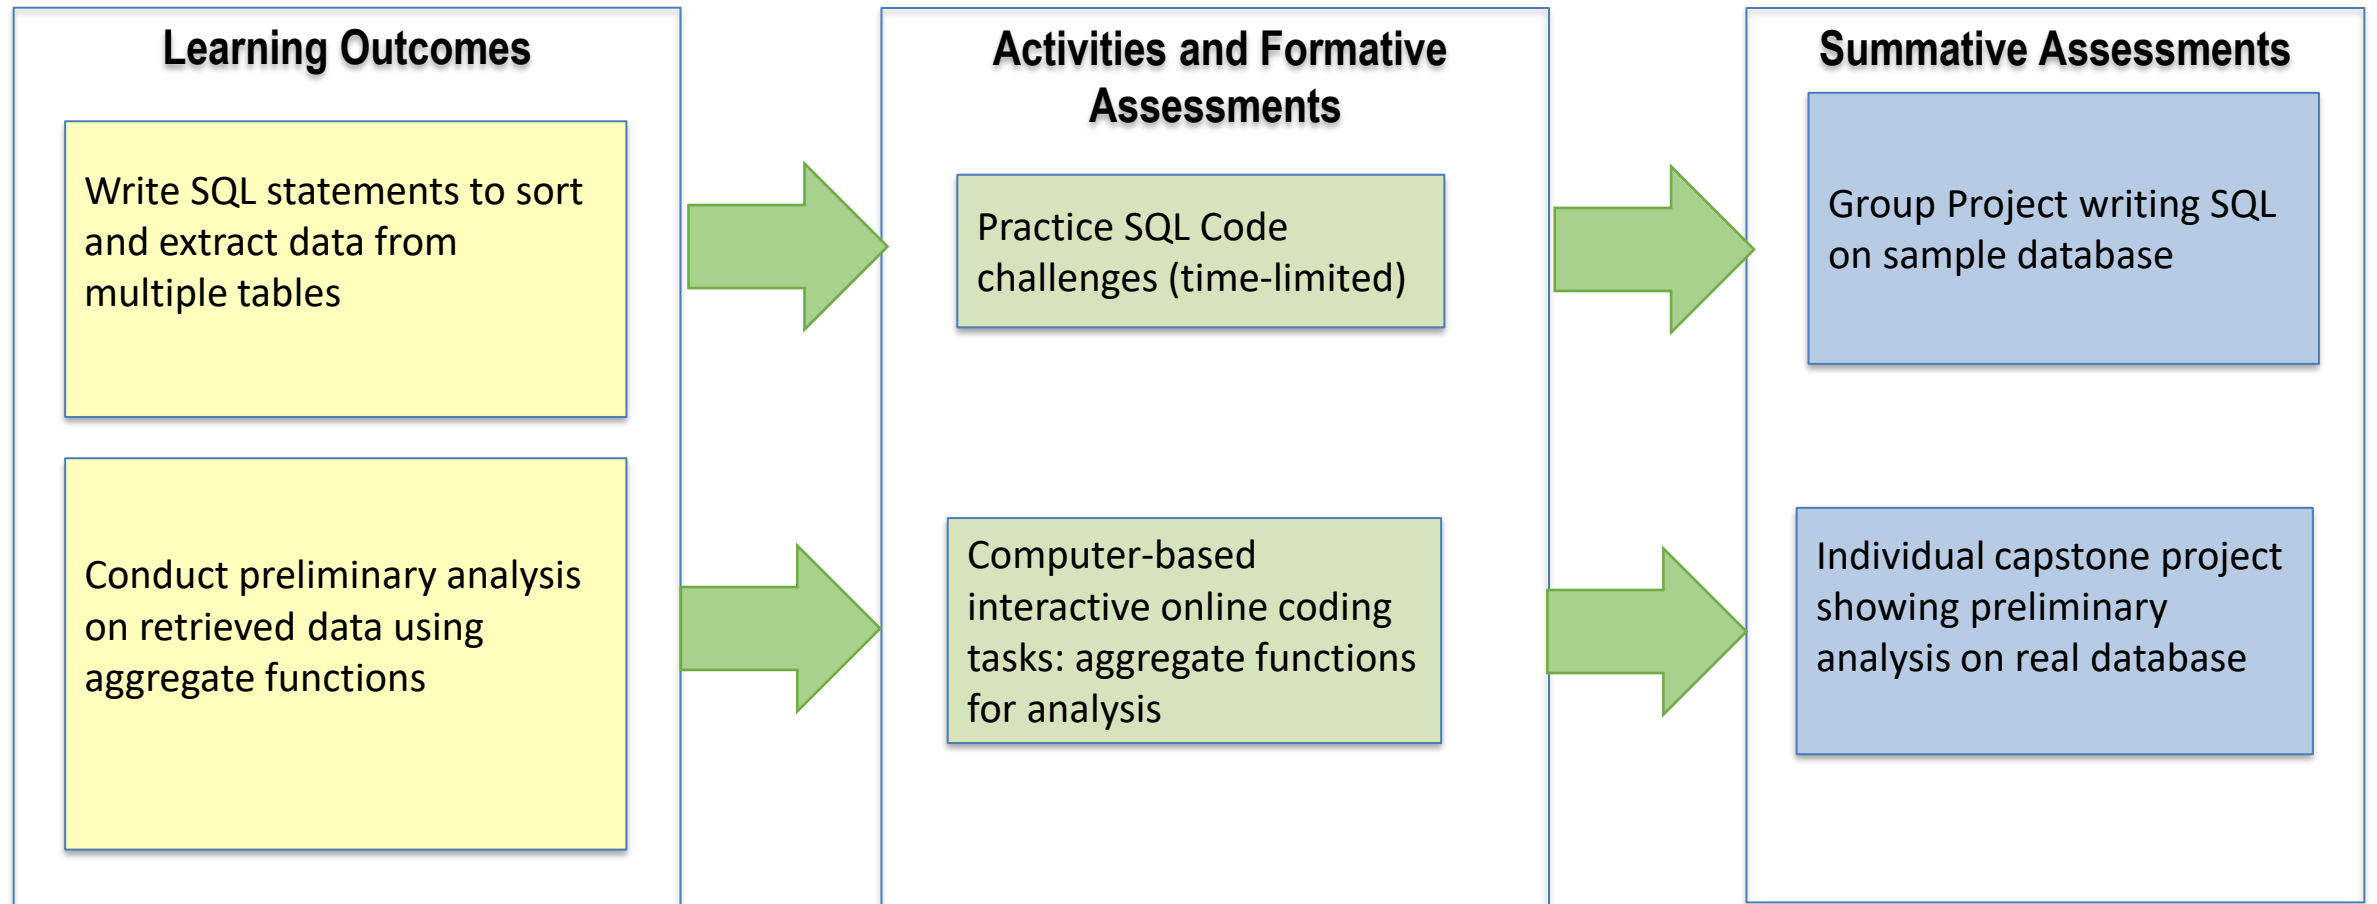 Learning Outcomes
Write SQL statements to sort
and extract data from
multiple tables
Conduct preliminary analysis
on retrieved data using
aggregate functions
Activities and Formative
Assessments
Practice SQL Code
challenges (time-limited)
Computer-based
interactive online coding
tasks: aggregate functions
for analysis
Summative Assessments
Group Project writing SQL
on sample database
Individual capstone project
showing preliminary
analysis on real database